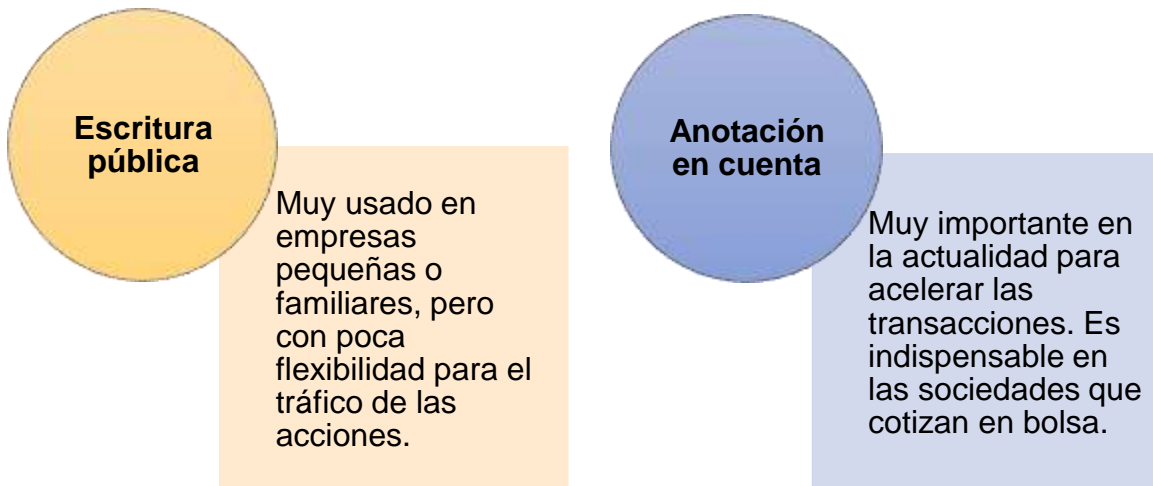 Escritura
pública
Muy usado en
empresas
pequeñas o
familiares, pero
con poca
flexibilidad para el
tráfico de las
acciones.
Anotación
en cuenta
Muy importante en
la actualidad para
acelerar las
transacciones. Es
indispensable en
las sociedades que
cotizan en bolsa.